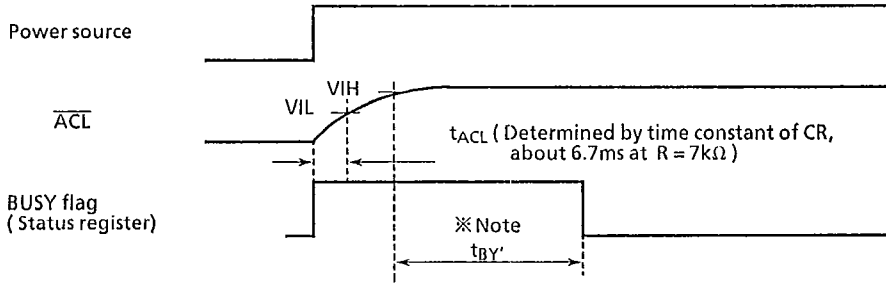 Power source
VIH
VIL
ACL
tACL ( Determined by time constant of CR,
about 6.7ms at R = 7kΩ )
BUSY flag
( Status register)
※ Note
tBY'